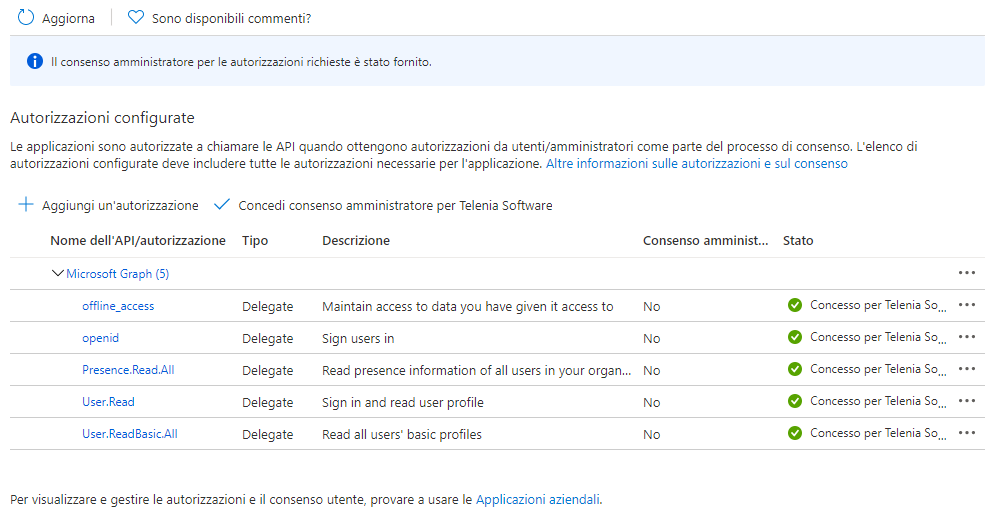 Aggiorna Sono disponibili commenti?
Il consenso amministratore per le autorizzazioni richieste è stato fornito.
Autorizzazioni configurate
Le applicazioni sono autorizzate a chiamare le API quando ottengono autorizzazioni da utenti/amministratori come parte del processo di consenso. L'elenco di
autorizzazioni configurate deve includere tutte le autorizzazioni necessarie per l'applicazione. Altre informazioni sulle autorizzazioni e sul consenso
Aggiungi un'autorizzazione Concedi consenso amministratore per Telenia Software
Nome dell'API/autorizzazione Tipo Descrizione Consenso amminist... Stato
Microsoft Graph (5) ...
offline_access Delegate Maintain access to data you have given it access to No Concesso per Telenia So... ...
openid Delegate Sign users in No Concesso per Telenia So... ...
Presence.Read.All Delegate Read presence information of all users in your organ... No Concesso per Telenia So... ...
User.Read Delegate Sign in and read user profile No Concesso per Telenia So... ...
User.ReadBasic.All Delegate Read all users' basic profiles No Concesso per Telenia So... ...
Per visualizzare e gestire le autorizzazioni e il consenso utente, provare a usare le Applicazioni aziendali.